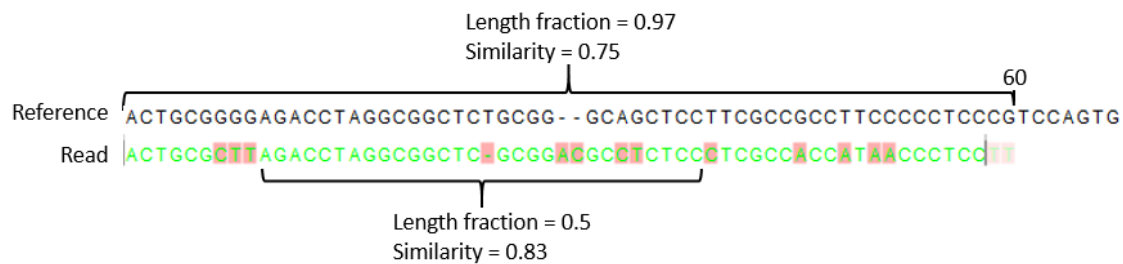 Length fraction = 0.97
Similarity = 0.75
60
Reference ACTGCGGGGAGACCTAGGCGGCTCTGCGG--GCAGCTCCTTCGCCGCCTTCCCCCTCCCGTCCAGTG
Read ACTGCGCTTAGACCTAGGCGGCTC-GCGGACGCCTCTCCCTCGCCACCATAACCCTCCTT
Length fraction = 0.5
Similarity = 0.83